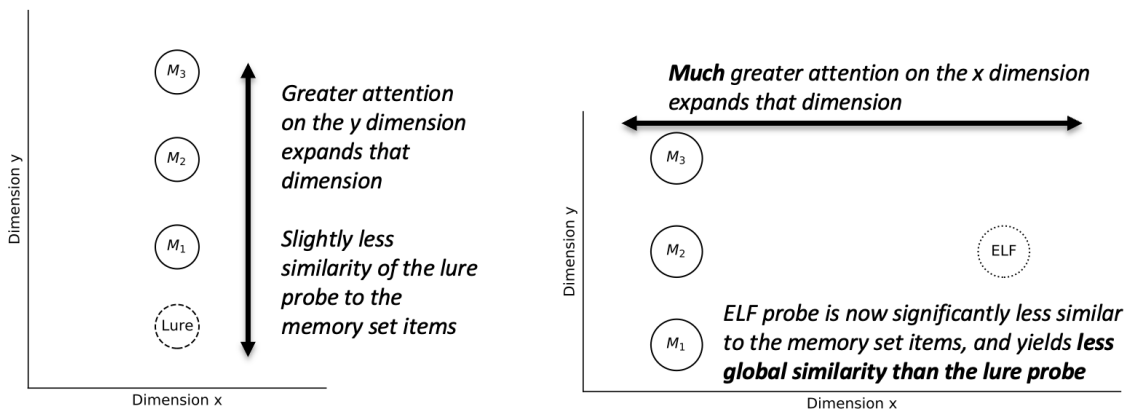 M3
M2
M1
Lure
Dimension y
Dimension x
Greater attention
on the y dimension
expands that
dimension
Slightly less
similarity of the lure
probe to the
memory set items
Much greater attention on the x dimension
expands that dimension
M3
M2
M1
ELF
Dimension y
Dimension x
ELF probe is now significantly less similar
to the memory set items, and yields less
global similarity than the lure probe